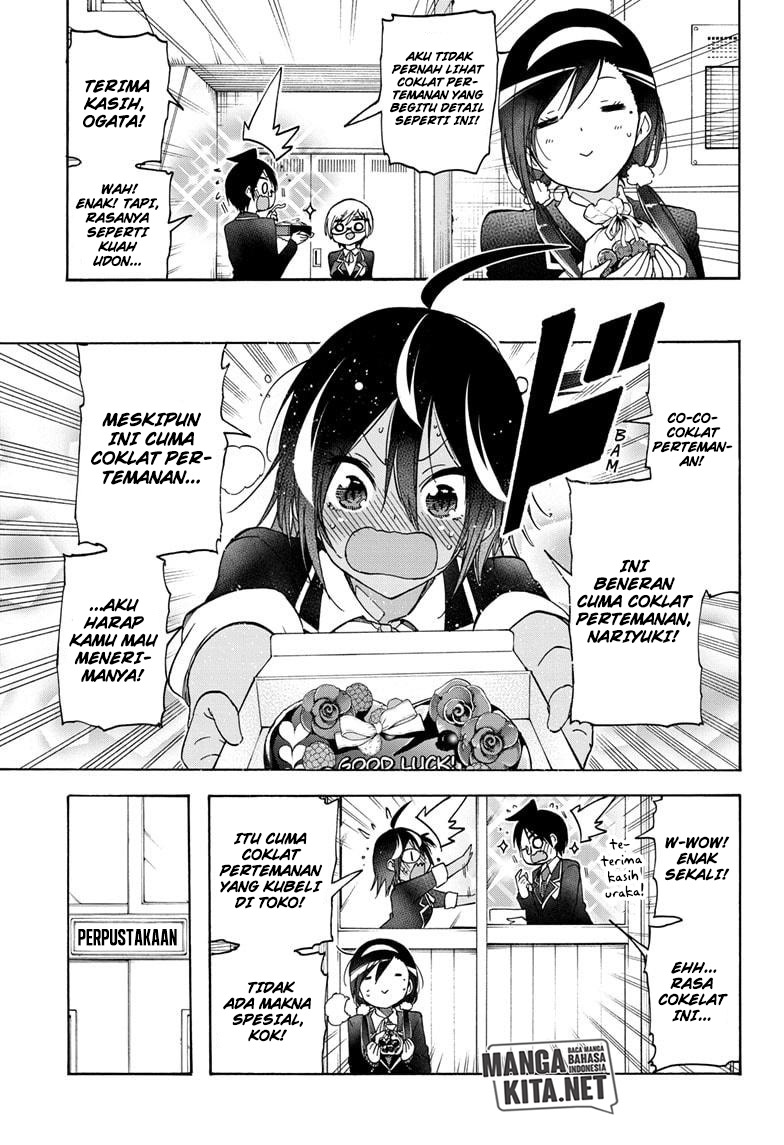 AKU TIDAK
PERNAH LIHAT
COKLAT PER-
TEMANAN YANG
BEGITU DETAIL
SEPERTI INI!
TERIMA
KASIH,
OGATA!
WAH!
ENAK! TAPI,
RASANYA
SEPERTI
KUAH
UDON...
CO-CO-
COKLAT
PERTEMAN-
AN!
ド
BAM
INI
BENERAN
CUMA COKLAT
PERTEMANAN,
NARIYUKI!
MESKIPUN
INI CUMA
COKLAT PER-
TEMANAN...
...AKU
HARAP
KAMU MAU
MENERI-
MANYA!
GOOD LUCK!
W-WOW!
ENAK
SEKALI!
te-
terima
kasih
uraka!
EHH...
RASA
COKELAT
INI...
ITU CUMA
COKLAT
PERTEMANAN
YANG KUBELI
DI TOKO!
TIDAK
ADA MAKNA
SPESIAL,
KOK!
PERPUSTAKAAN
MANGA
KITA.NET
BACA MANGA
BAHASA
INDONESIA